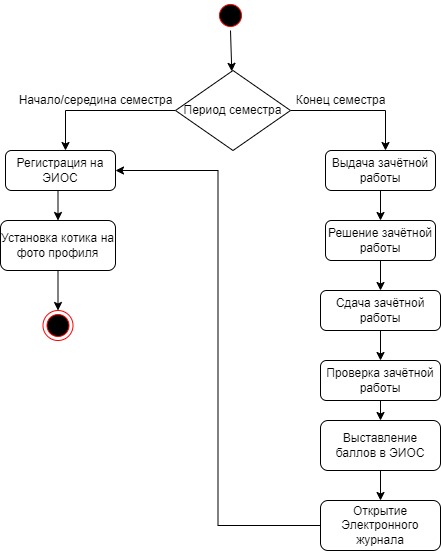 Начало/середина семестра
Период семестра
Конец семестра
Регистрация на
ЭИОС
Установка котика на
фото профиля
Выдача зачётной
работы
Решение зачётной
работы
Сдача зачётной
работы
Проверка зачётной
работы
Выставление
баллов в ЭИОС
Открытие
Электронного
журнала